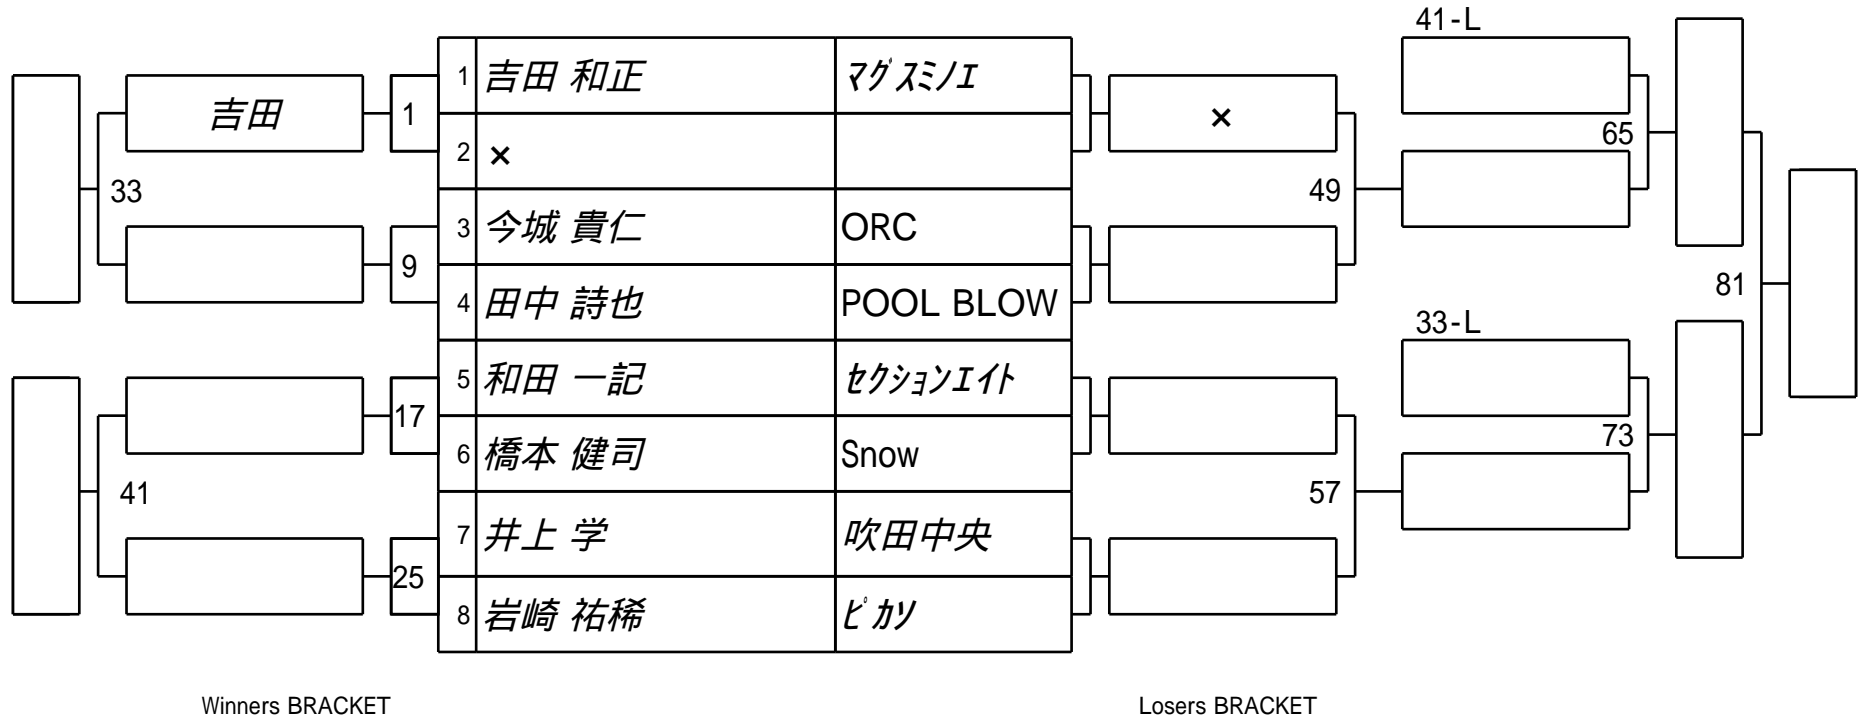 41-L
1 吉田 和正 マグスミノエ
吉田 1 ×
2 × 65
33 49
3 今城 貴仁 ORC
9
4 田中 詩也 POOL BLOW 81
33-L
5 和田 一記 セクションエイト
17 73
6 橋本 健司 Snow
41 57
7 井上 学 吹田中央
25
8 岩崎 祐稀 ピカソ
Winners BRACKET Losers BRACKET